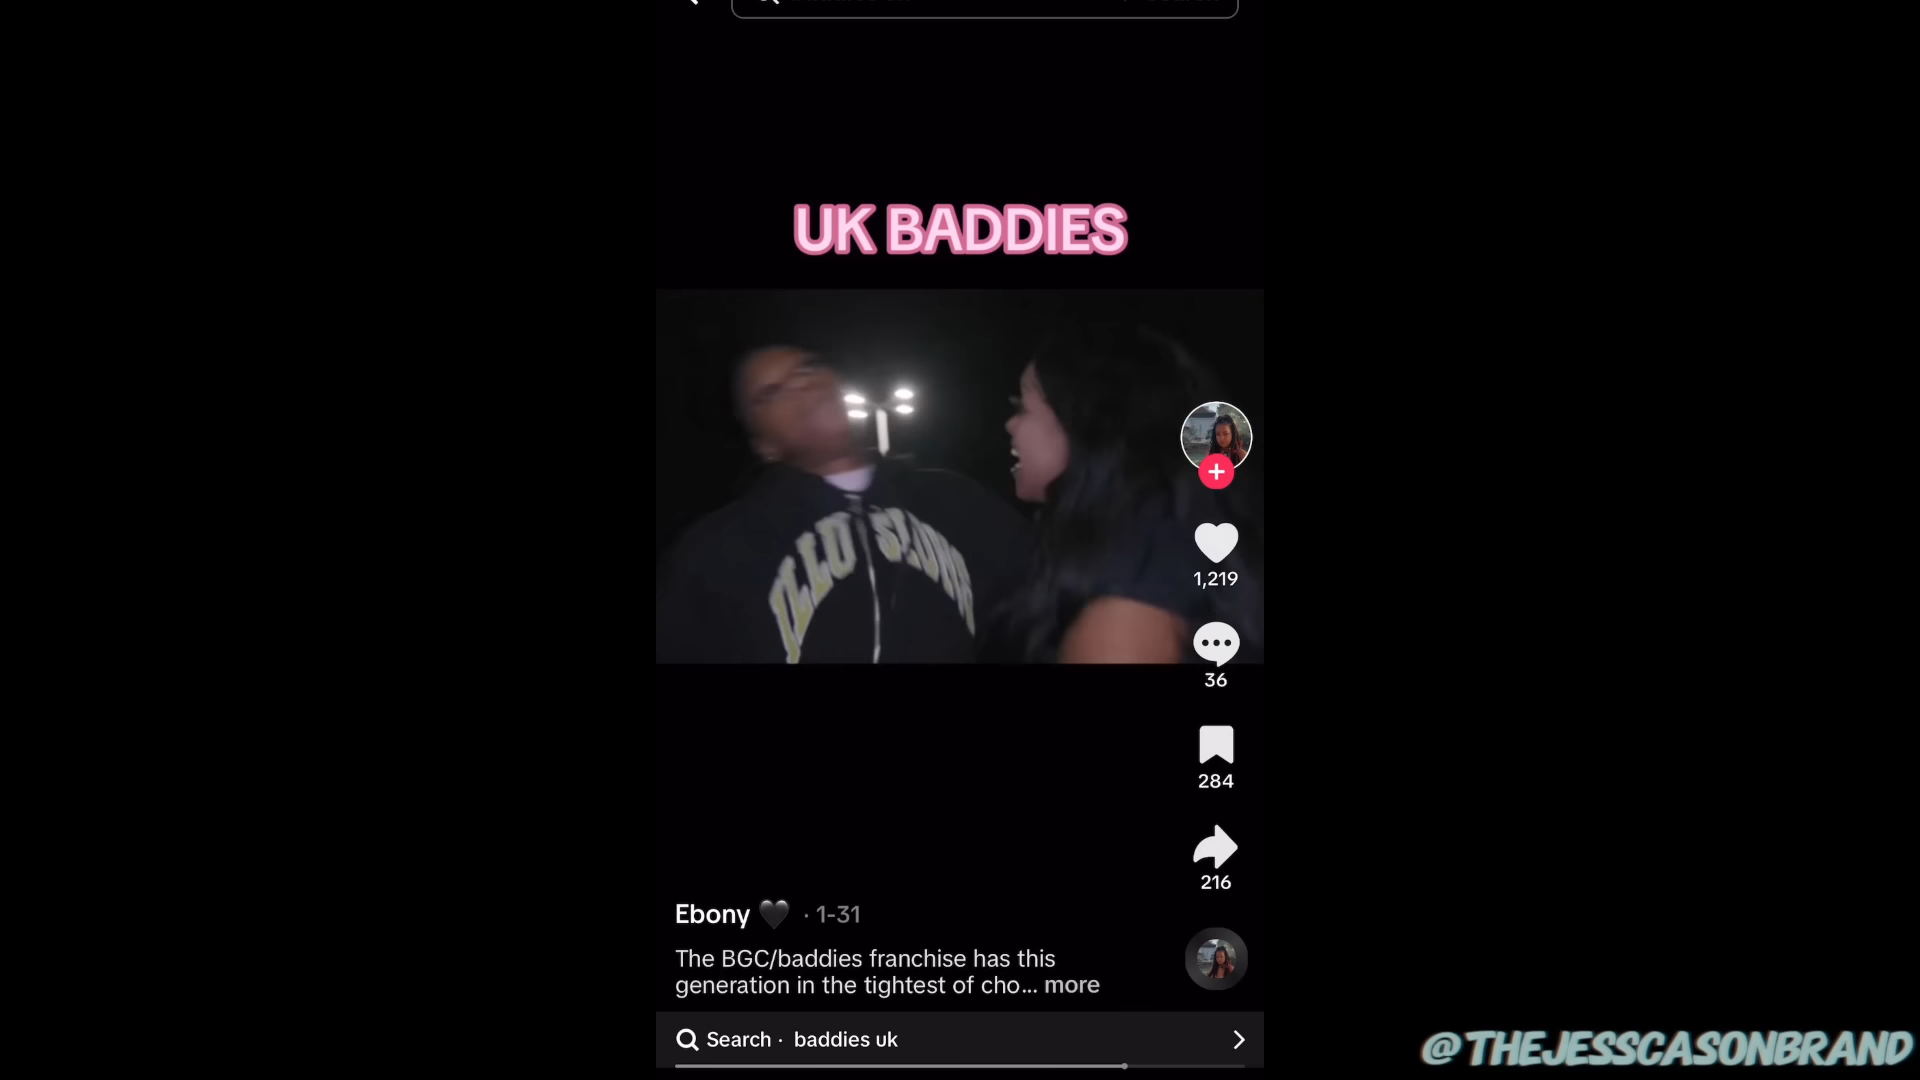 UK BADDIES
1,219
36
284
216
Ebony 🖤 · 1-31
The BGC/baddies franchise has this
generation in the tightest of cho... more
Search · baddies uk
@THEJESSCASONBRAND